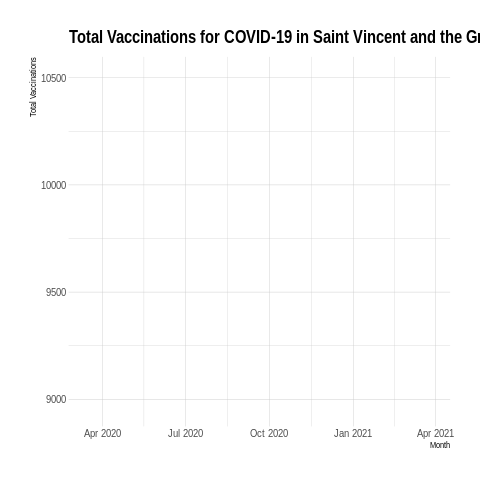 Total Vaccinations for COVID-19 in Saint Vincent and the Gr
Total Vaccinations
10500
10000
9500
9000
Apr 2020 Jul 2020 Oct 2020 Jan 2021 Apr 2021
Month